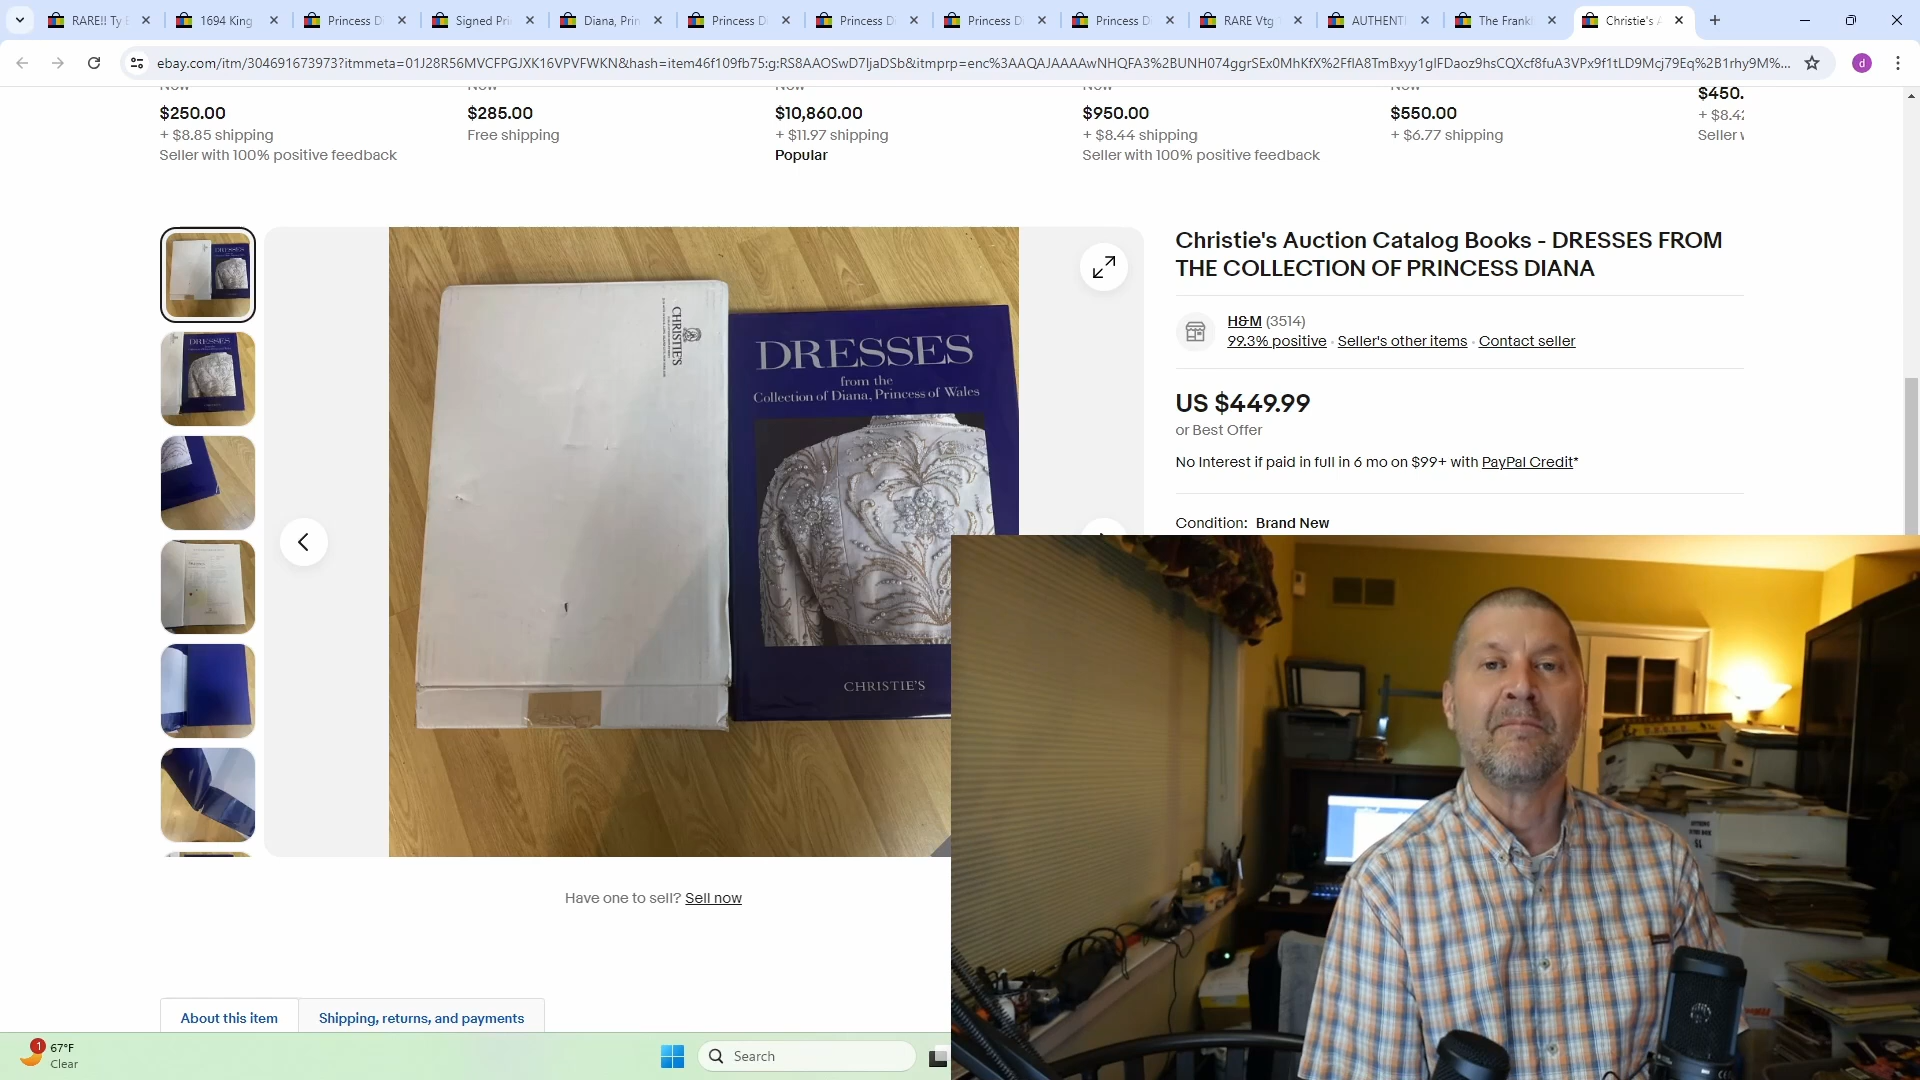 RARE!! Ty
1694 King
Princess D
Signed Pri
Diana, Prin
Princess D
Princess D
Princess D
Princess D
RARE Vtg
AUTHENT
The Frank
Christie's
ebay.com/itm/304691673973?itmmeta=01J28R56MVCFPGJXK16VPVFWKN&hash=item46f109fb75:g:RS8AAOSwD7ljaDSb&itmprp=enc%3AAQAJAAAAwNHQFA3%2BUNH074ggrSEx0MhKfX%2FflA8TmBxyy1glFDaoz9hsCQXcf8fuA3VPx9f1tLD9Mcj79Eq%2B1rhy9M%...
d
$250.00
+ $8.85 shipping
Seller with 100% positive feedback
$285.00
Free shipping
$10,860.00
+ $11.97 shipping
Popular
$950.00
+ $8.44 shipping
Seller with 100% positive feedback
$550.00
+ $6.77 shipping
$450.
+ $8.42
Seller
CHRISTIE'S
DRESSES
from the
Collection of Diana, Princess of Wales
CHRISTIE'S
Christie's Auction Catalog Books - DRESSES FROM
THE COLLECTION OF PRINCESS DIANA
H&M (3514)
99.3% positive · Seller's other items · Contact seller
US $449.99
or Best Offer
No Interest if paid in full in 6 mo on $99+ with PayPal Credit*
Condition: Brand New
Have one to sell? Sell now
About this item
Shipping, returns, and payments
1
67°F
Clear
Search